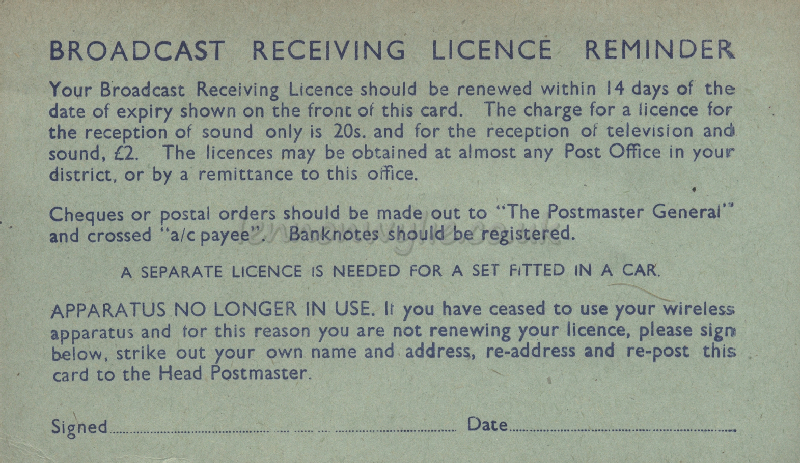 BROADCAST RECEIVING LICENCE REMINDER
Your Broadcast Receiving Licence should be renewed within 14 days of the
date of expiry shown on the front of this card. The charge for a licence for
the reception of sound only is 20s. and for the reception of television and
sound, £2. The licences may be obtained at almost any Post Office in your
district, or by a remittance to this office.
Cheques or postal orders should be made out to "The Postmaster General"
and crossed "a/c payee". Banknotes should be registered.
A SEPARATE LICENCE IS NEEDED FOR A SET FITTED IN A CAR.
APPARATUS NO LONGER IN USE. If you have ceased to use your wireless
apparatus and for this reason you are not renewing your licence, please sign
below, strike out your own name and address, re-address and re-post this
card to the Head Postmaster.
Signed.......... Date..........